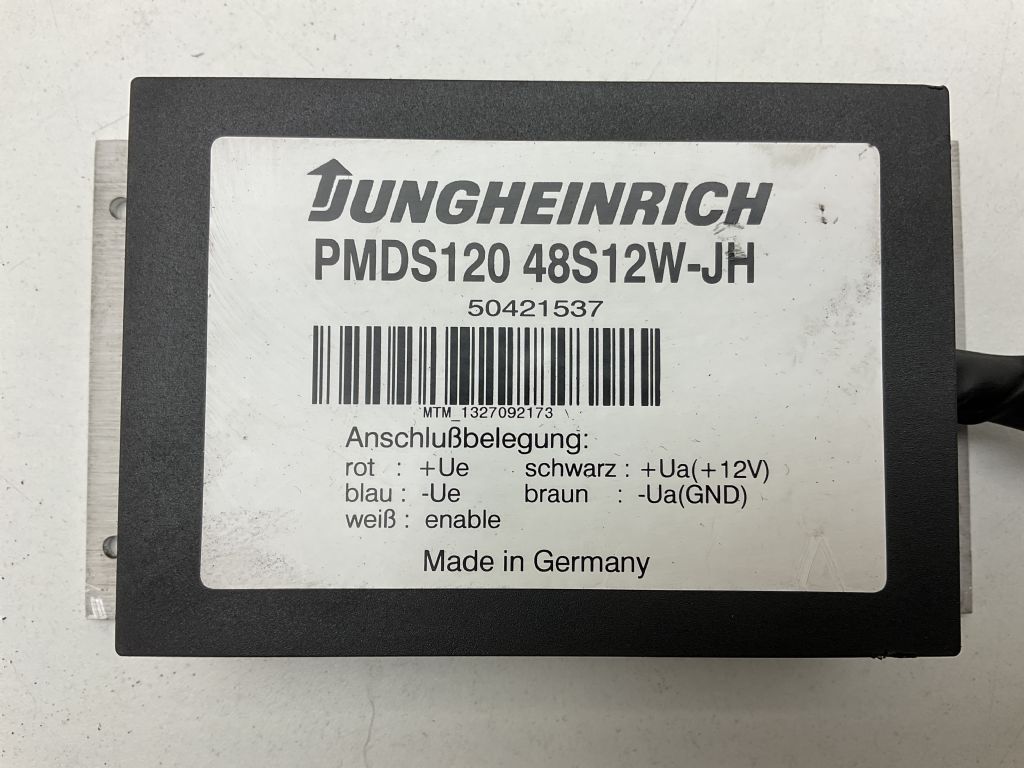 JUNGHEINRICH
PMDS120 48S12W-JH
50421537
MTM_1327092173
Anschlußbelegung:
rot : +Ue schwarz : +Ua(+12V)
blau : -Ue braun : -Ua(GND)
weiß : enable
Made in Germany